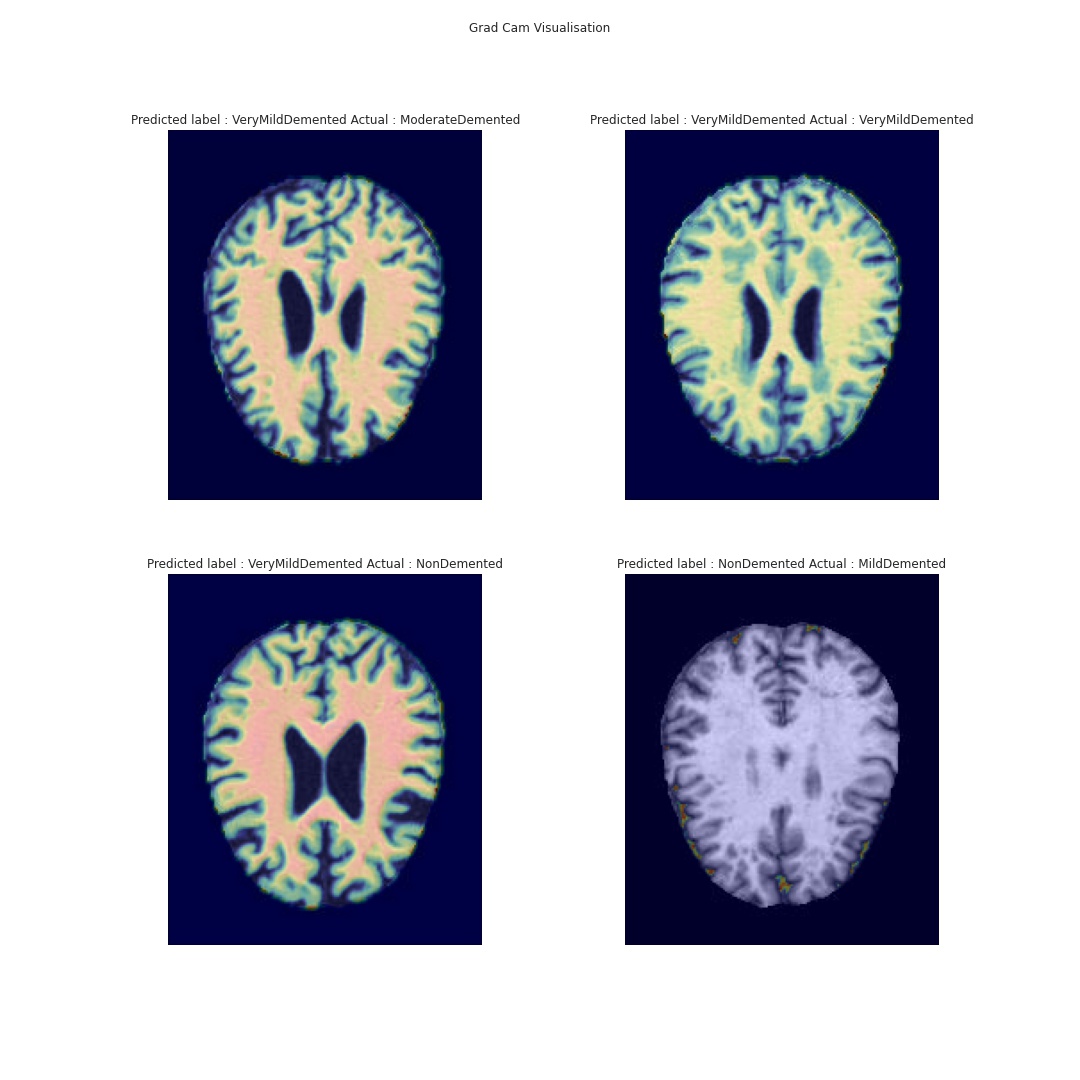 Grad Cam Visualisation
Predicted label : VeryMildDemented Actual : ModerateDemented
Predicted label : VeryMildDemented Actual : VeryMildDemented
Predicted label : VeryMildDemented Actual : NonDemented
Predicted label : NonDemented Actual : MildDemented